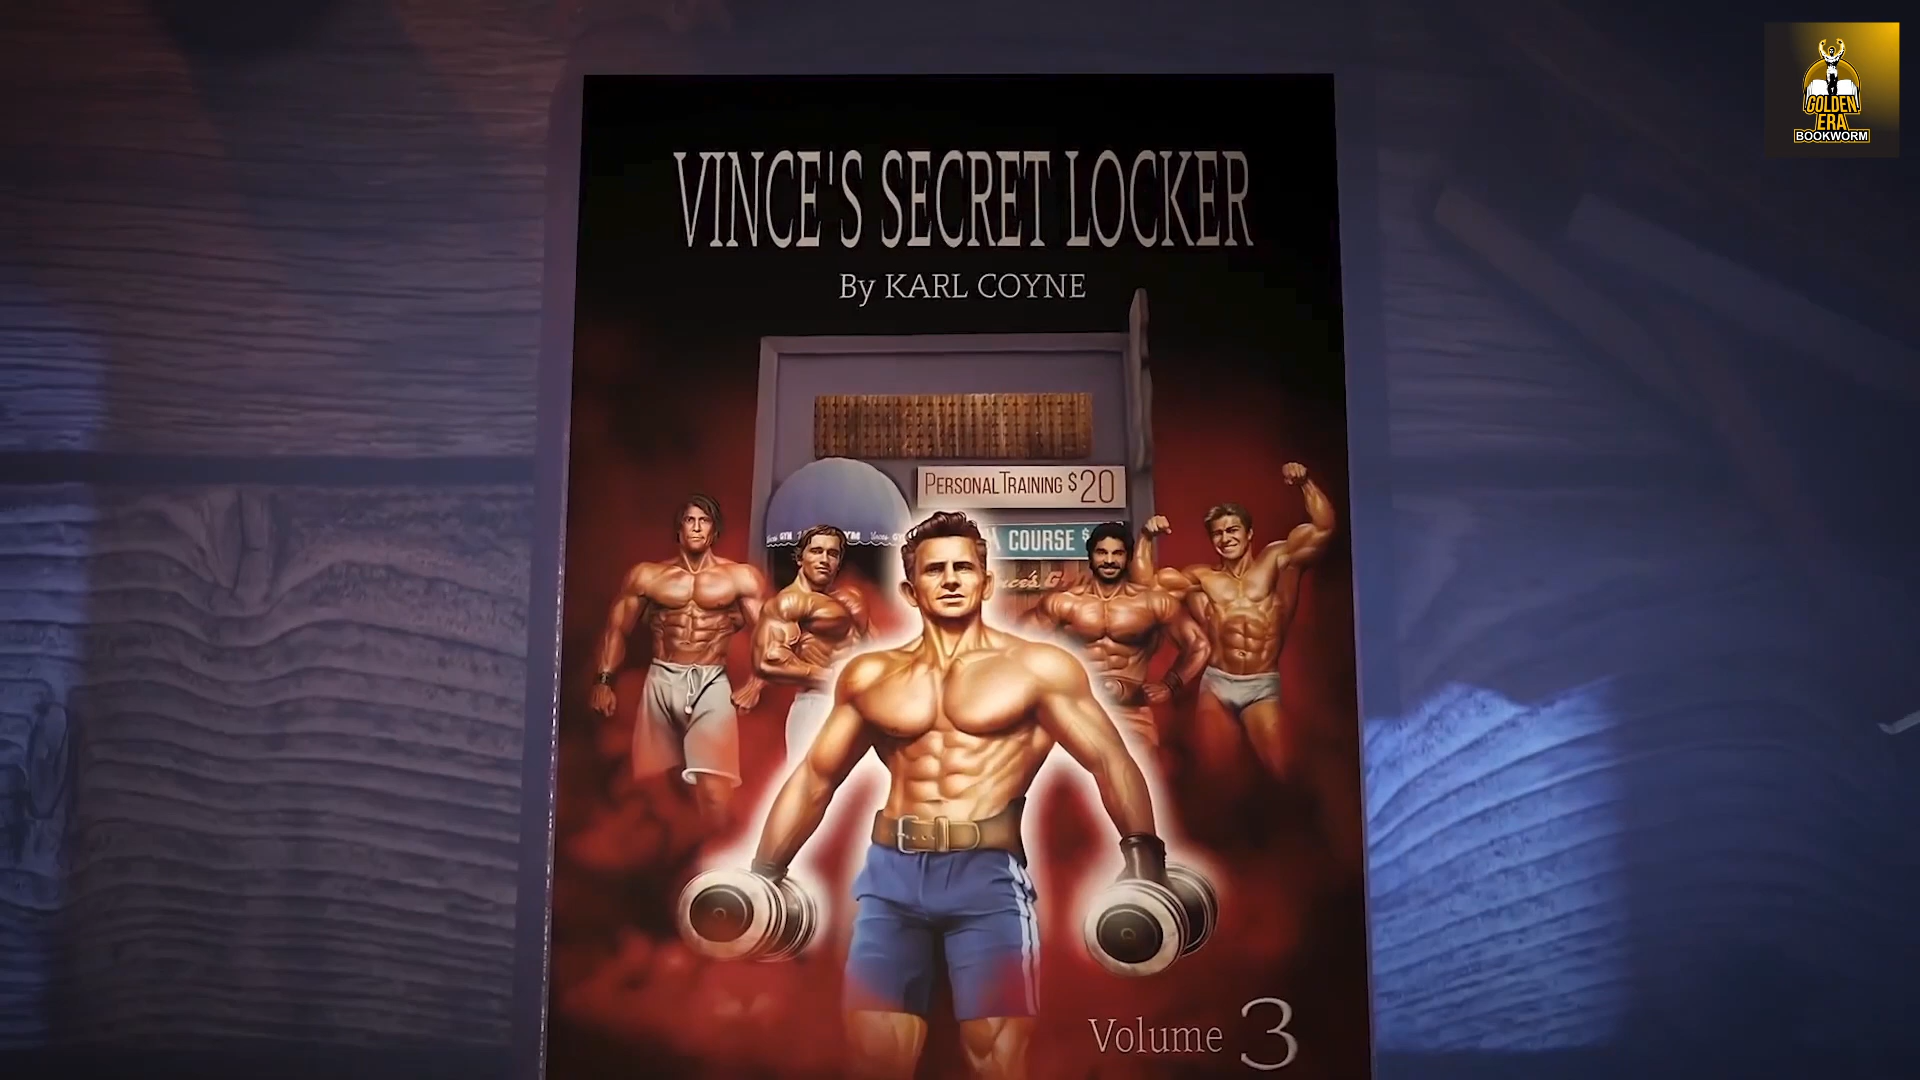 GOLDEN
ERA
BOOKWORM
VINCE'S SECRET LOCKER
By KARL COYNE
PERSONAL TRAINING $20
COURSE $
Volume 3